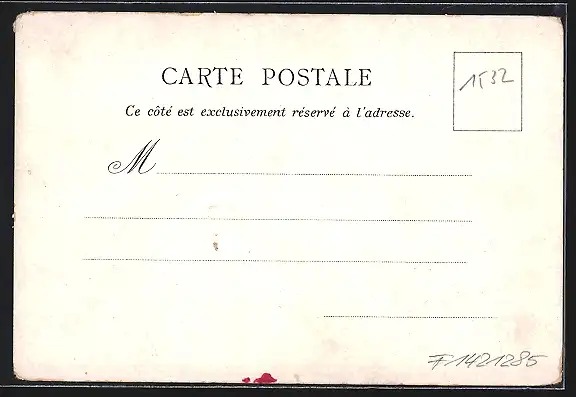 CARTE POSTALE
1532
Ce côté est exclusivement réservé à l'adresse.
M
F1421285